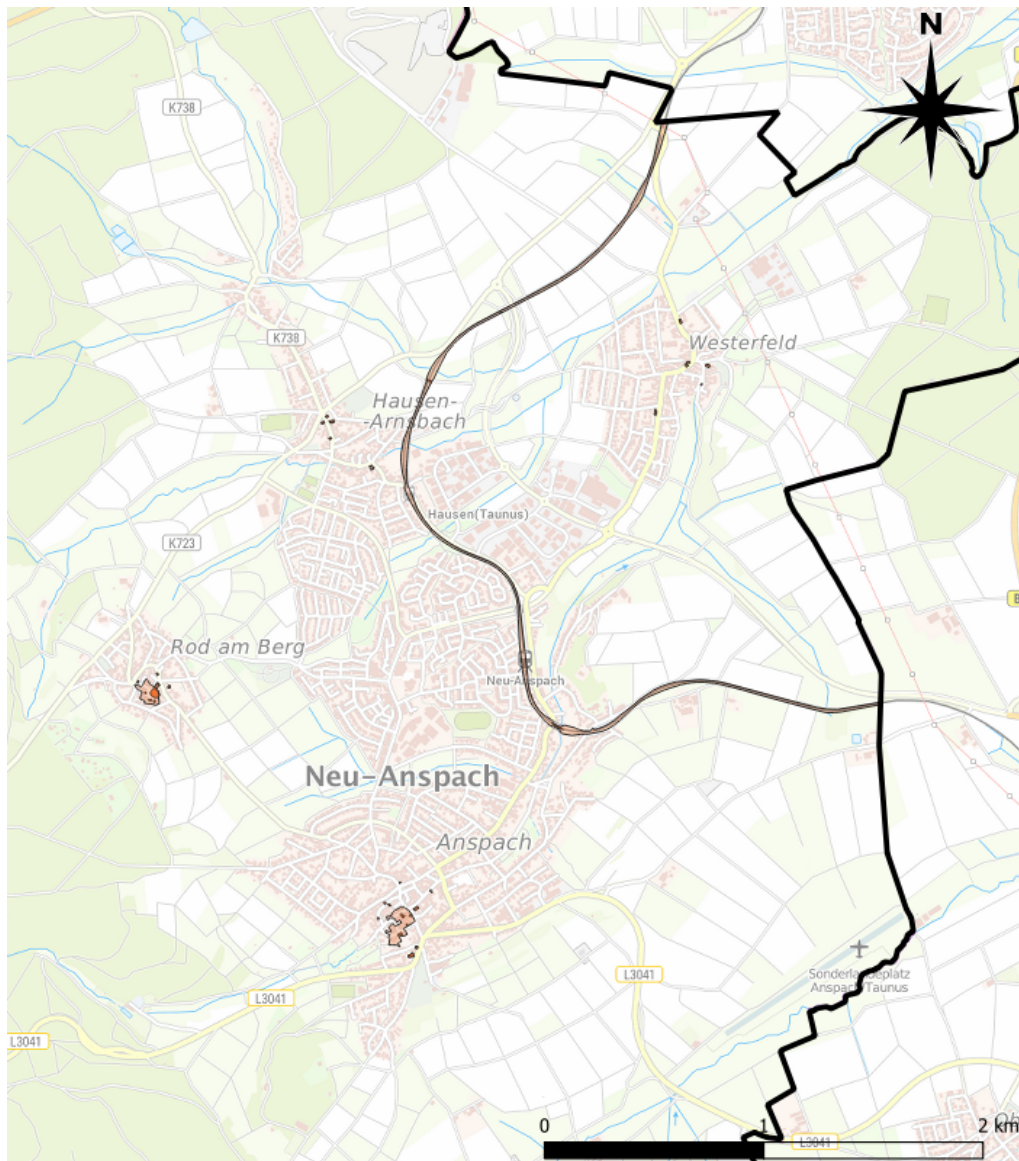 N
K738
K738
Westerfeld
Hausen-
-Arnsbach
Hausen(Taunus)
K723
Rod am Berg
Neu-Anspach
Neu-Anspach
Anspach
L3041
L3041
L3041
Sonderlandeplatz
Anspach/Taunus
0
1
2 km
L3041